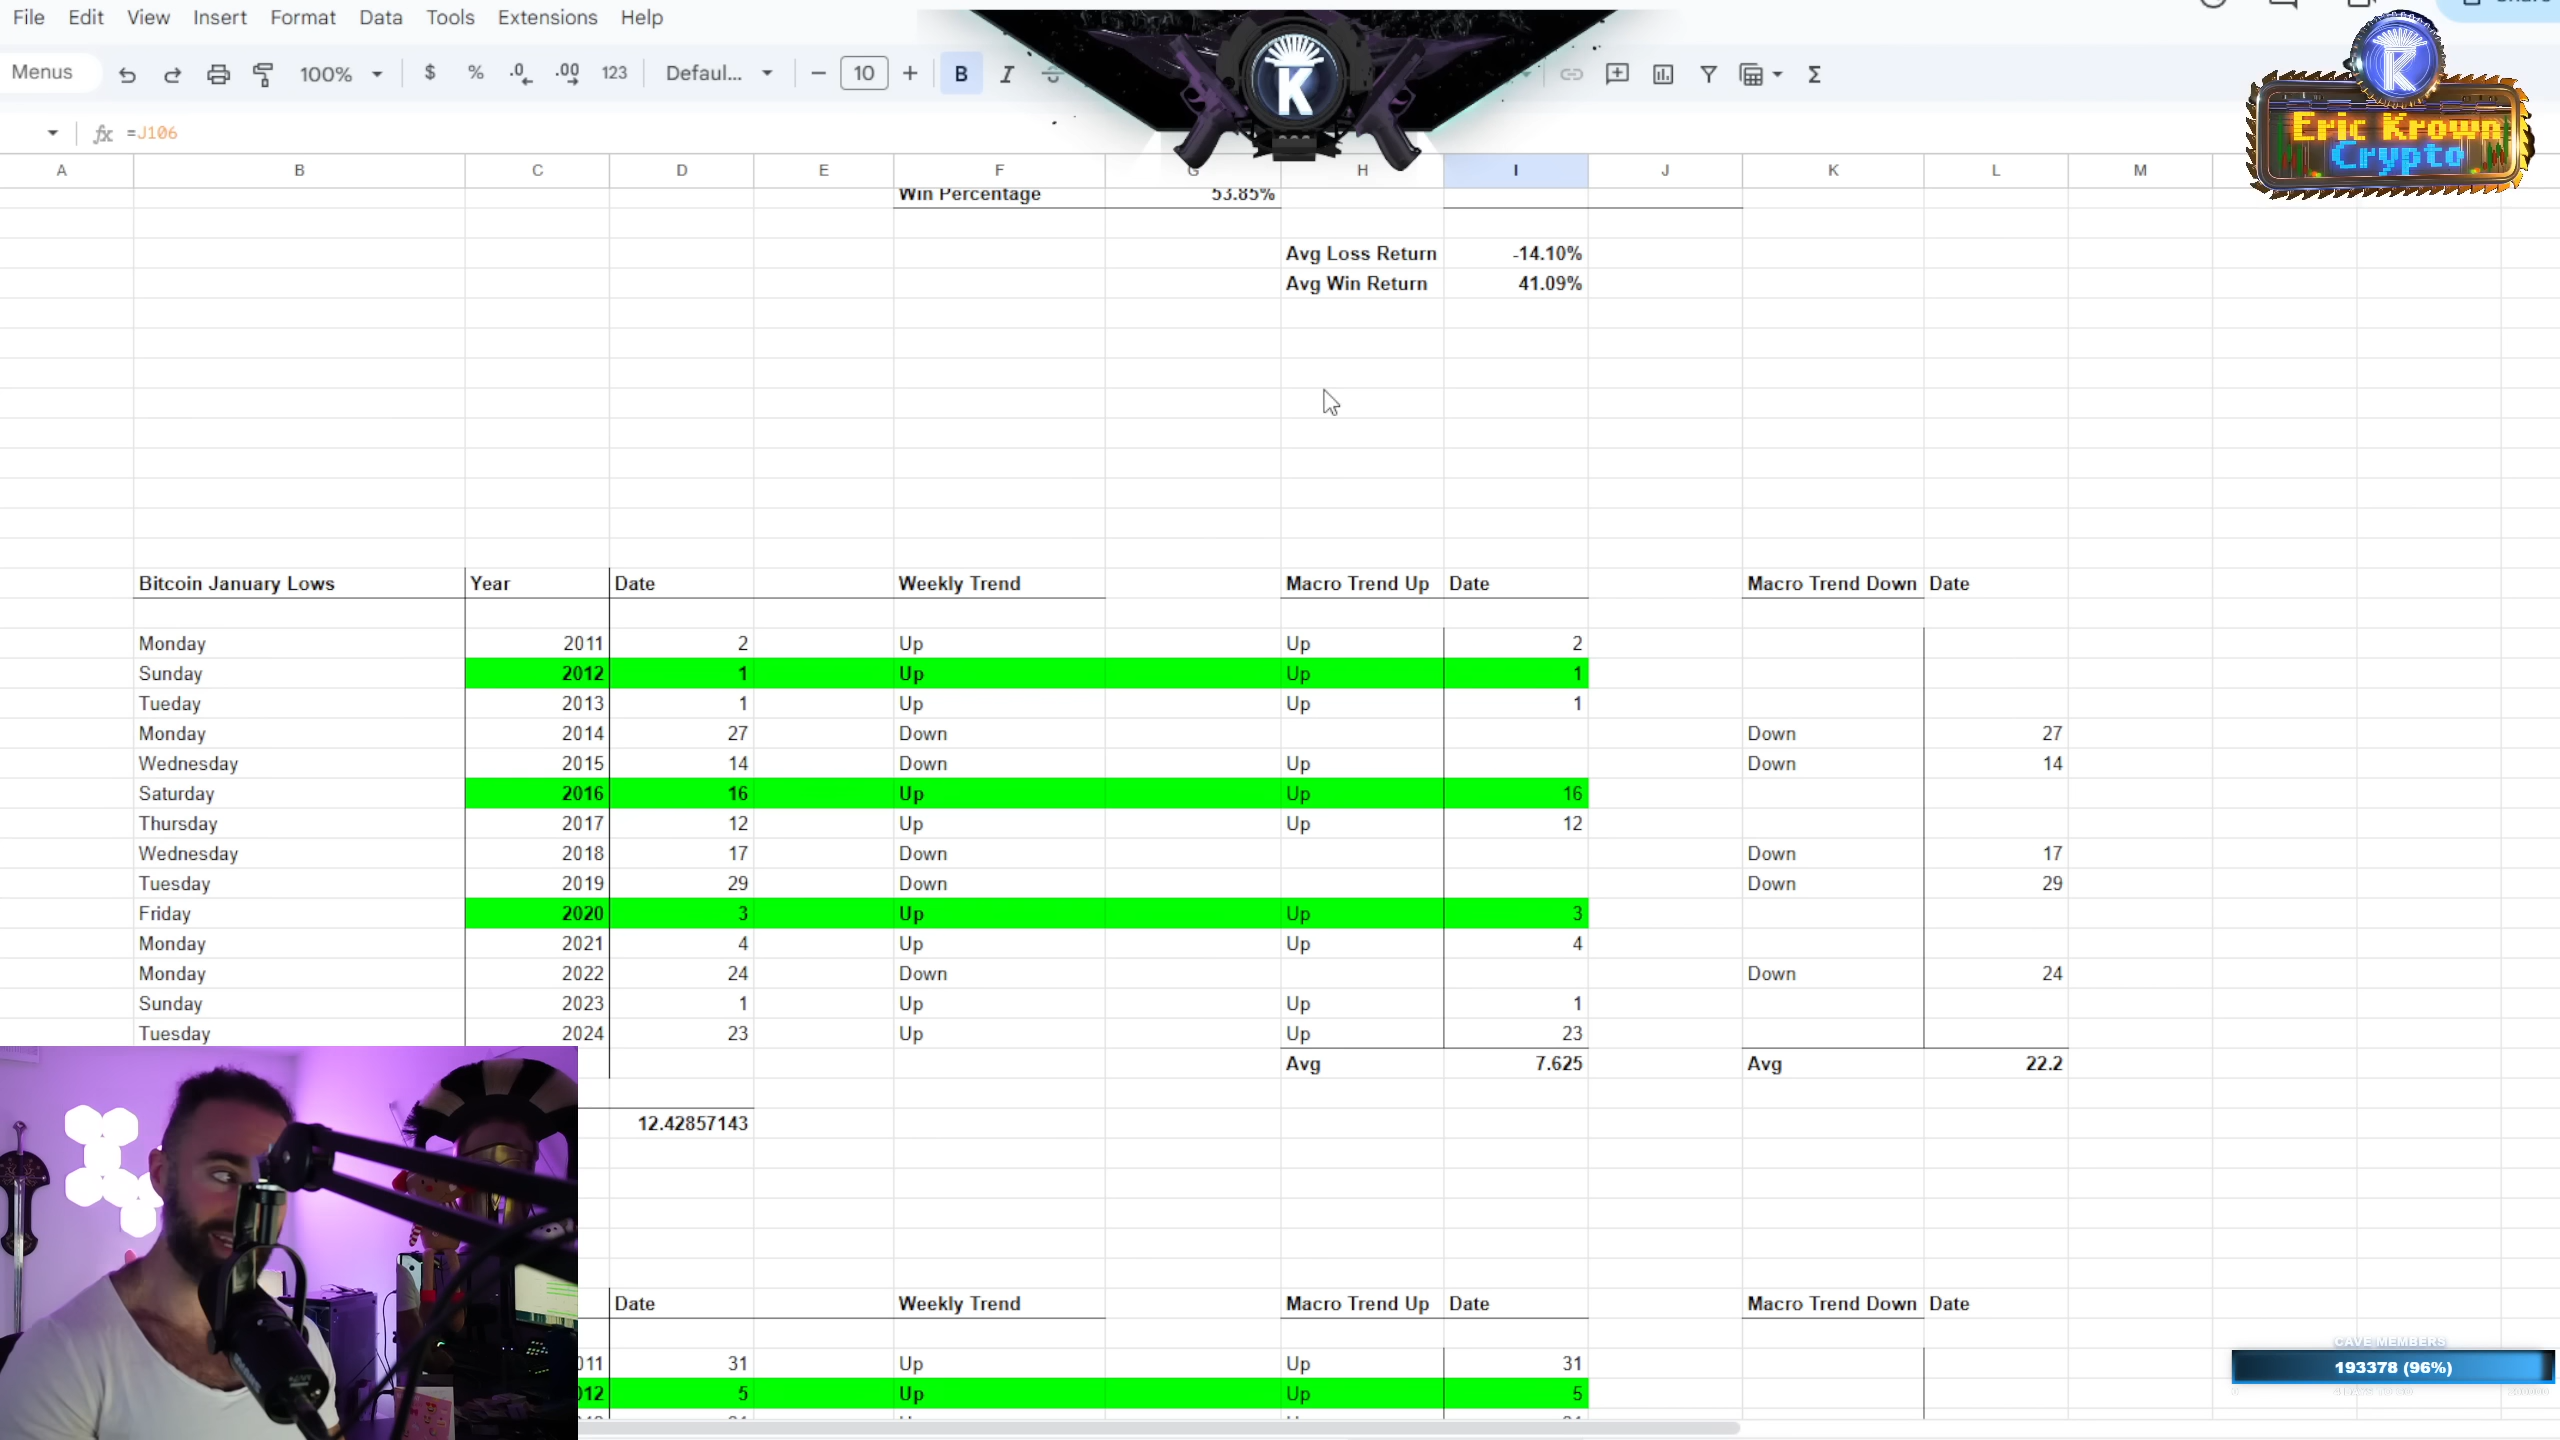 File Edit View Insert Format Data Tools Extensions Help
Menus 100% $ % .0 .00 123 Defaul... − 10 + B I Σ
fx =J106
A B C D E F G H I J K L M
Win Percentage 53.85%
Avg Loss Return -14.10%
Avg Win Return 41.09%
Bitcoin January Lows Year Date Weekly Trend Macro Trend Up Date Macro Trend Down Date
Monday 2011 2 Up Up 2
Sunday 2012 1 Up Up 1
Tueday 2013 1 Up Up 1
Monday 2014 27 Down Down 27
Wednesday 2015 14 Down Up Down 14
Saturday 2016 16 Up Up 16
Thursday 2017 12 Up Up 12
Wednesday 2018 17 Down Down 17
Tuesday 2019 29 Down Down 29
Friday 2020 3 Up Up 3
Monday 2021 4 Up Up 4
Monday 2022 24 Down Down 24
Sunday 2023 1 Up Up 1
Tuesday 2024 23 Up Up 23
Avg 7.625 Avg 22.2
12.42857143
Date Weekly Trend Macro Trend Up Date Macro Trend Down Date
011 31 Up Up 31
012 5 Up Up 5
K
Eric Krown
Crypto
CAVE MEMBERS
193378 (96%)